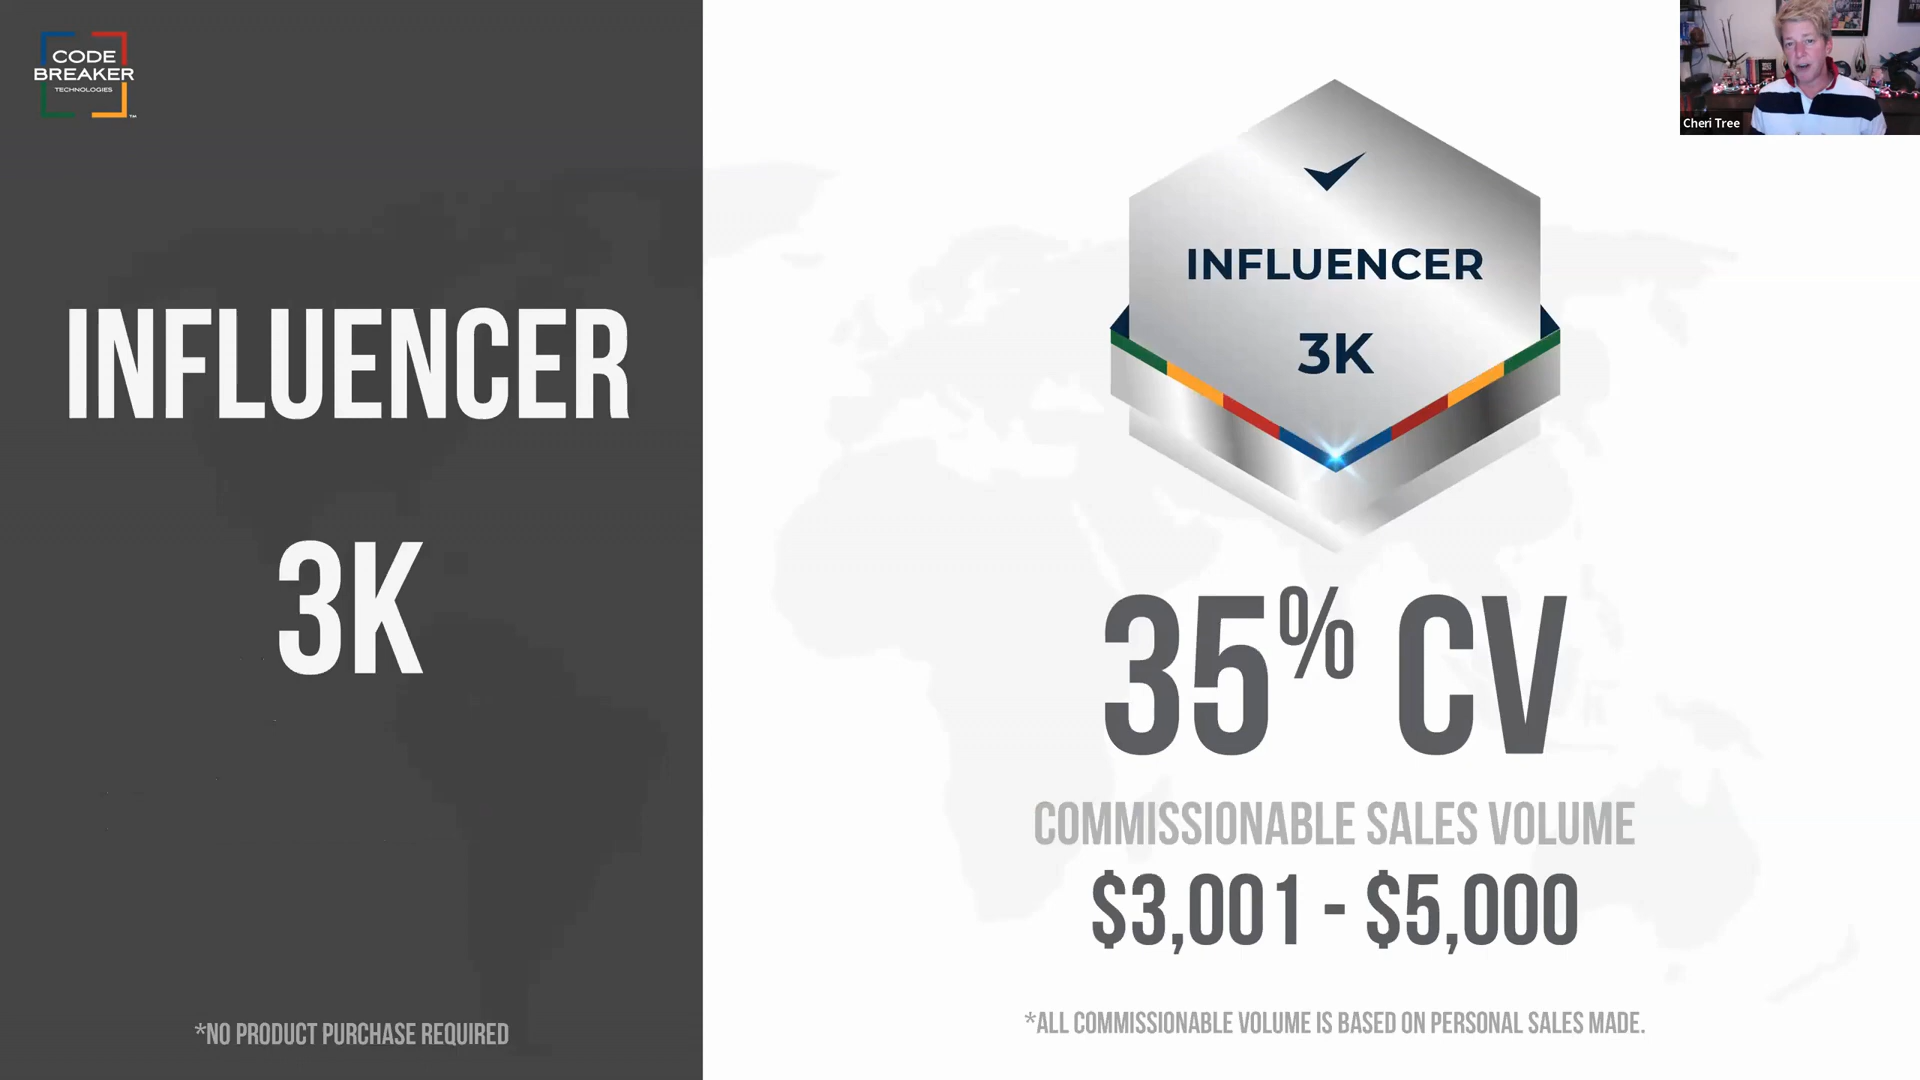 CODE
BREAKER
TECHNOLOGIES
TM
INFLUENCER
3K
*NO PRODUCT PURCHASE REQUIRED
INFLUENCER
3K
35% CV
COMMISSIONABLE SALES VOLUME
$3,001 - $5,000
*ALL COMMISSIONABLE VOLUME IS BASED ON PERSONAL SALES MADE.
Cheri Tree